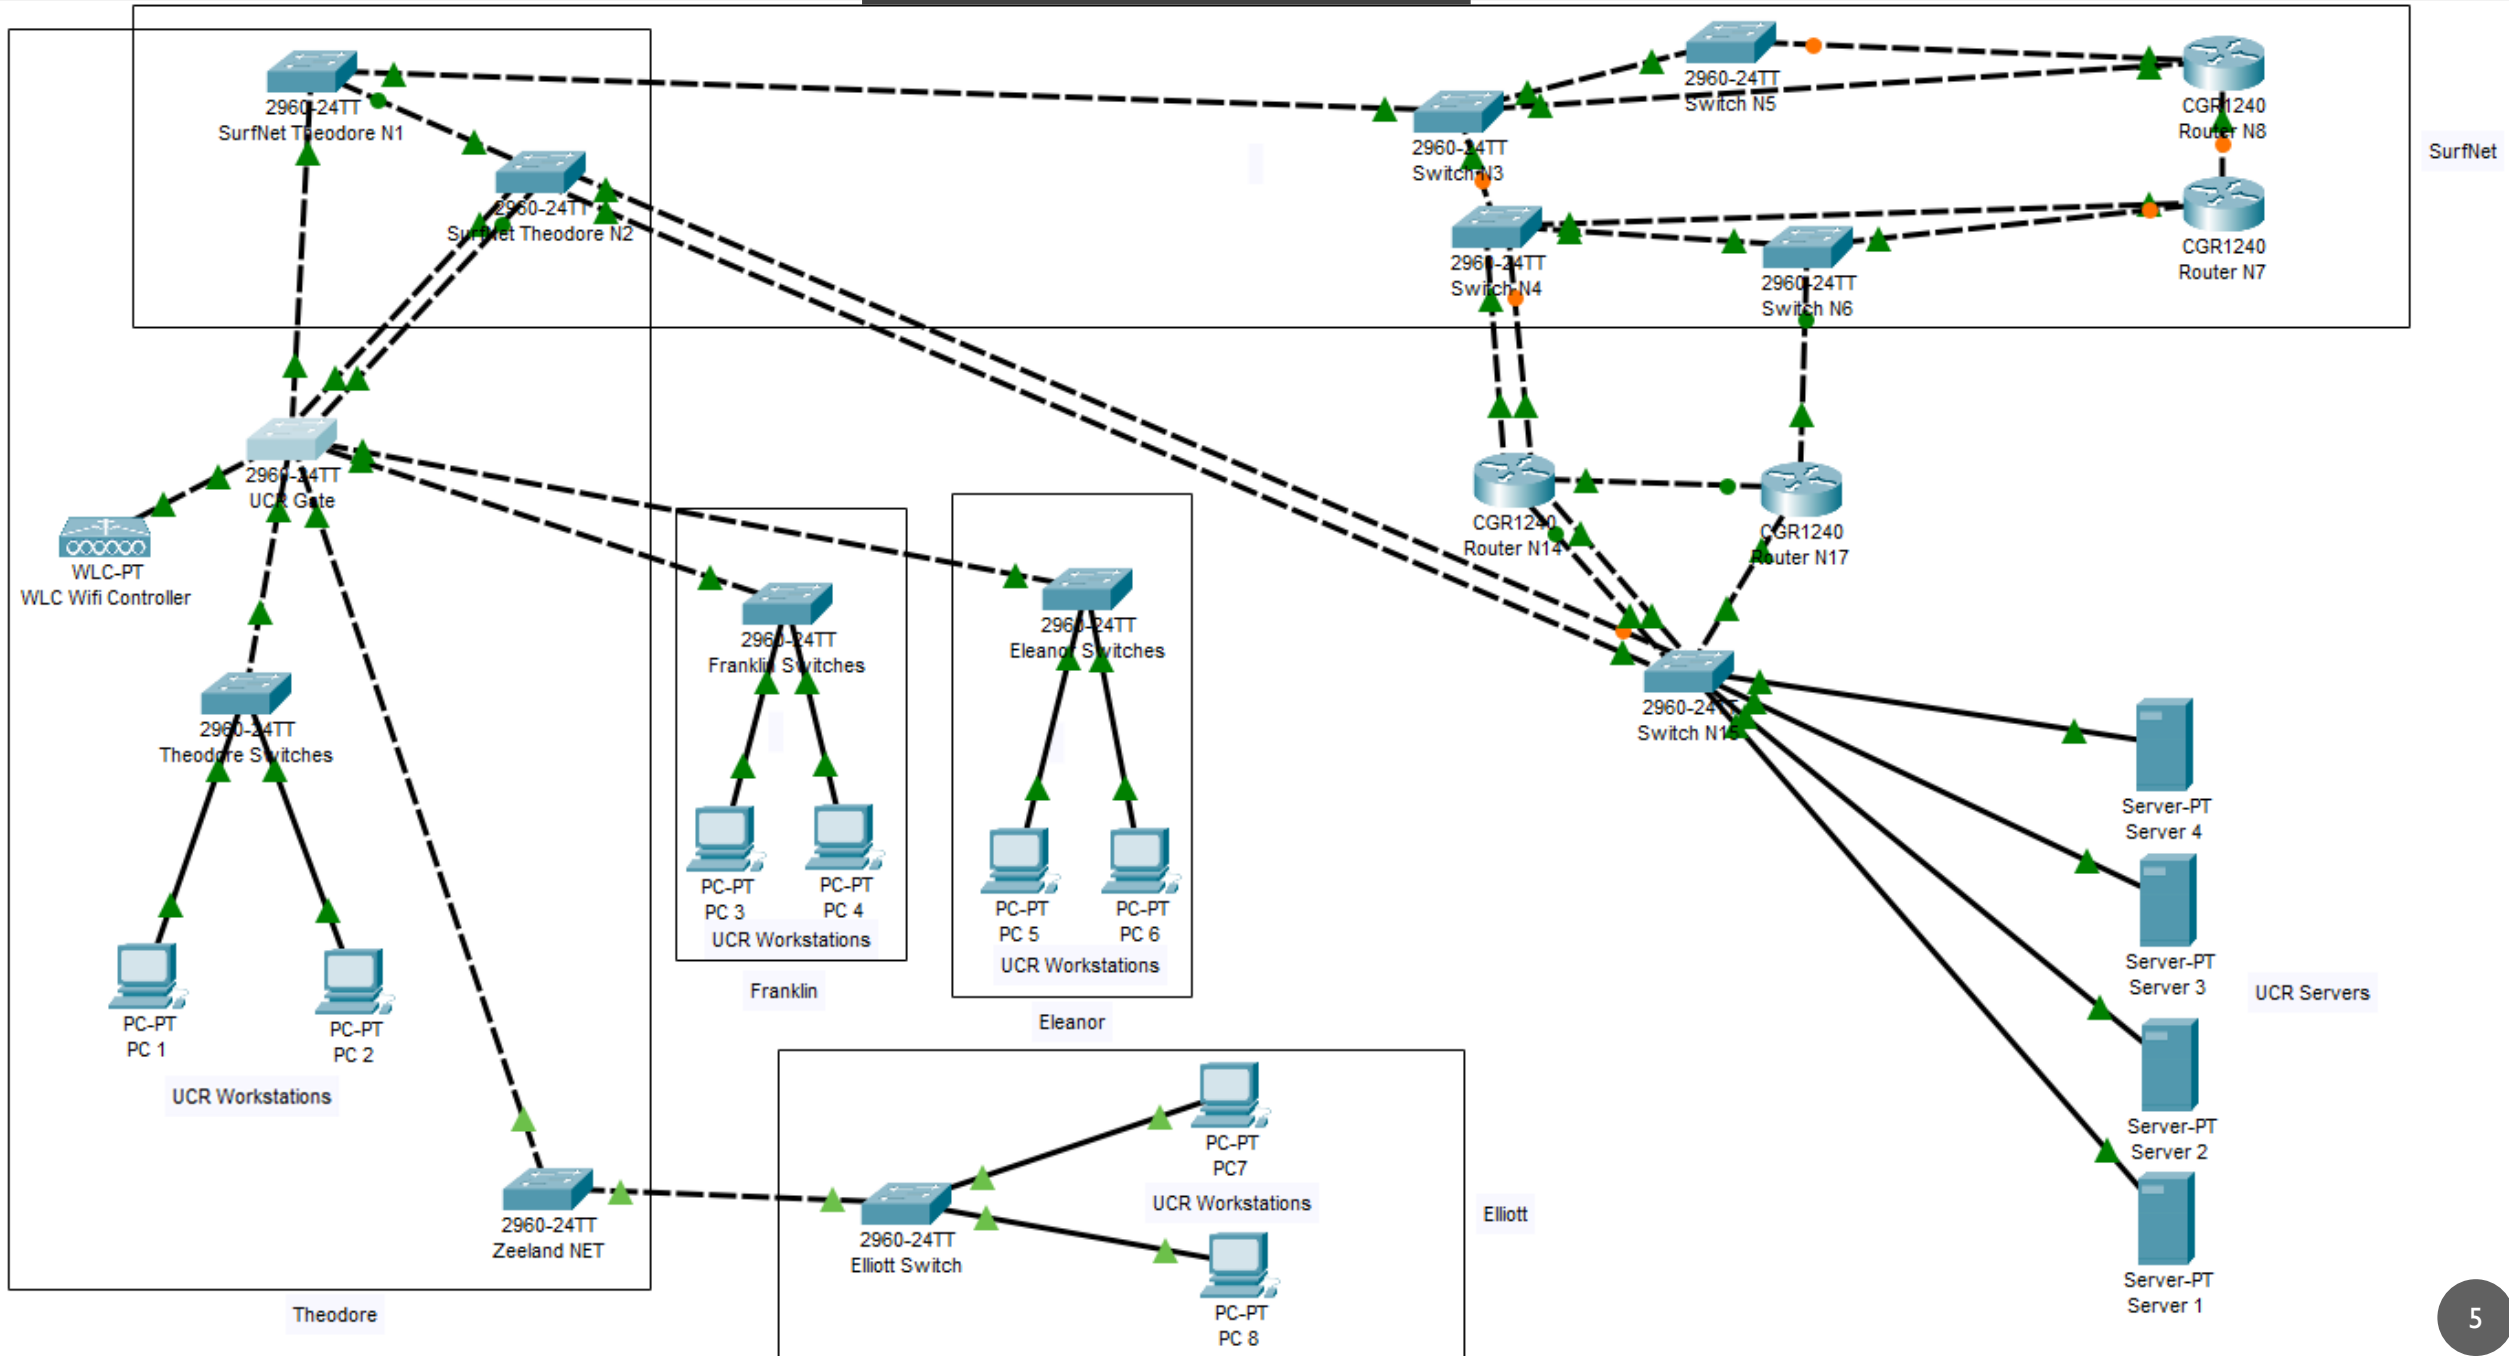 2960-24TT
SurfNet Theodore N1
2960-24TT
SurfNet Theodore N2
2960-24TT
Switch N5
2960-24TT
Switch N3
CGR1240
Router N8
SurfNet
2960-24TT
Switch N4
2960-24TT
Switch N6
CGR1240
Router N7
2960-24TT
UCR Gate
WLC-PT
WLC Wifi Controller
CGR1240
Router N14
CGR1240
Router N17
2960-24TT
Franklin Switches
2960-24TT
Eleanor Switches
2960-24TT
Theodore Switches
2960-24TT
Switch N15
Server-PT
Server 4
PC-PT
PC 3
PC-PT
PC 4
UCR Workstations
Franklin
PC-PT
PC 5
PC-PT
PC 6
UCR Workstations
Eleanor
Server-PT
Server 3
UCR Servers
PC-PT
PC 1
PC-PT
PC 2
UCR Workstations
Server-PT
Server 2
PC-PT
PC7
UCR Workstations
2960-24TT
Zeeland NET
2960-24TT
Elliott Switch
Elliott
PC-PT
PC 8
Server-PT
Server 1
Theodore
5